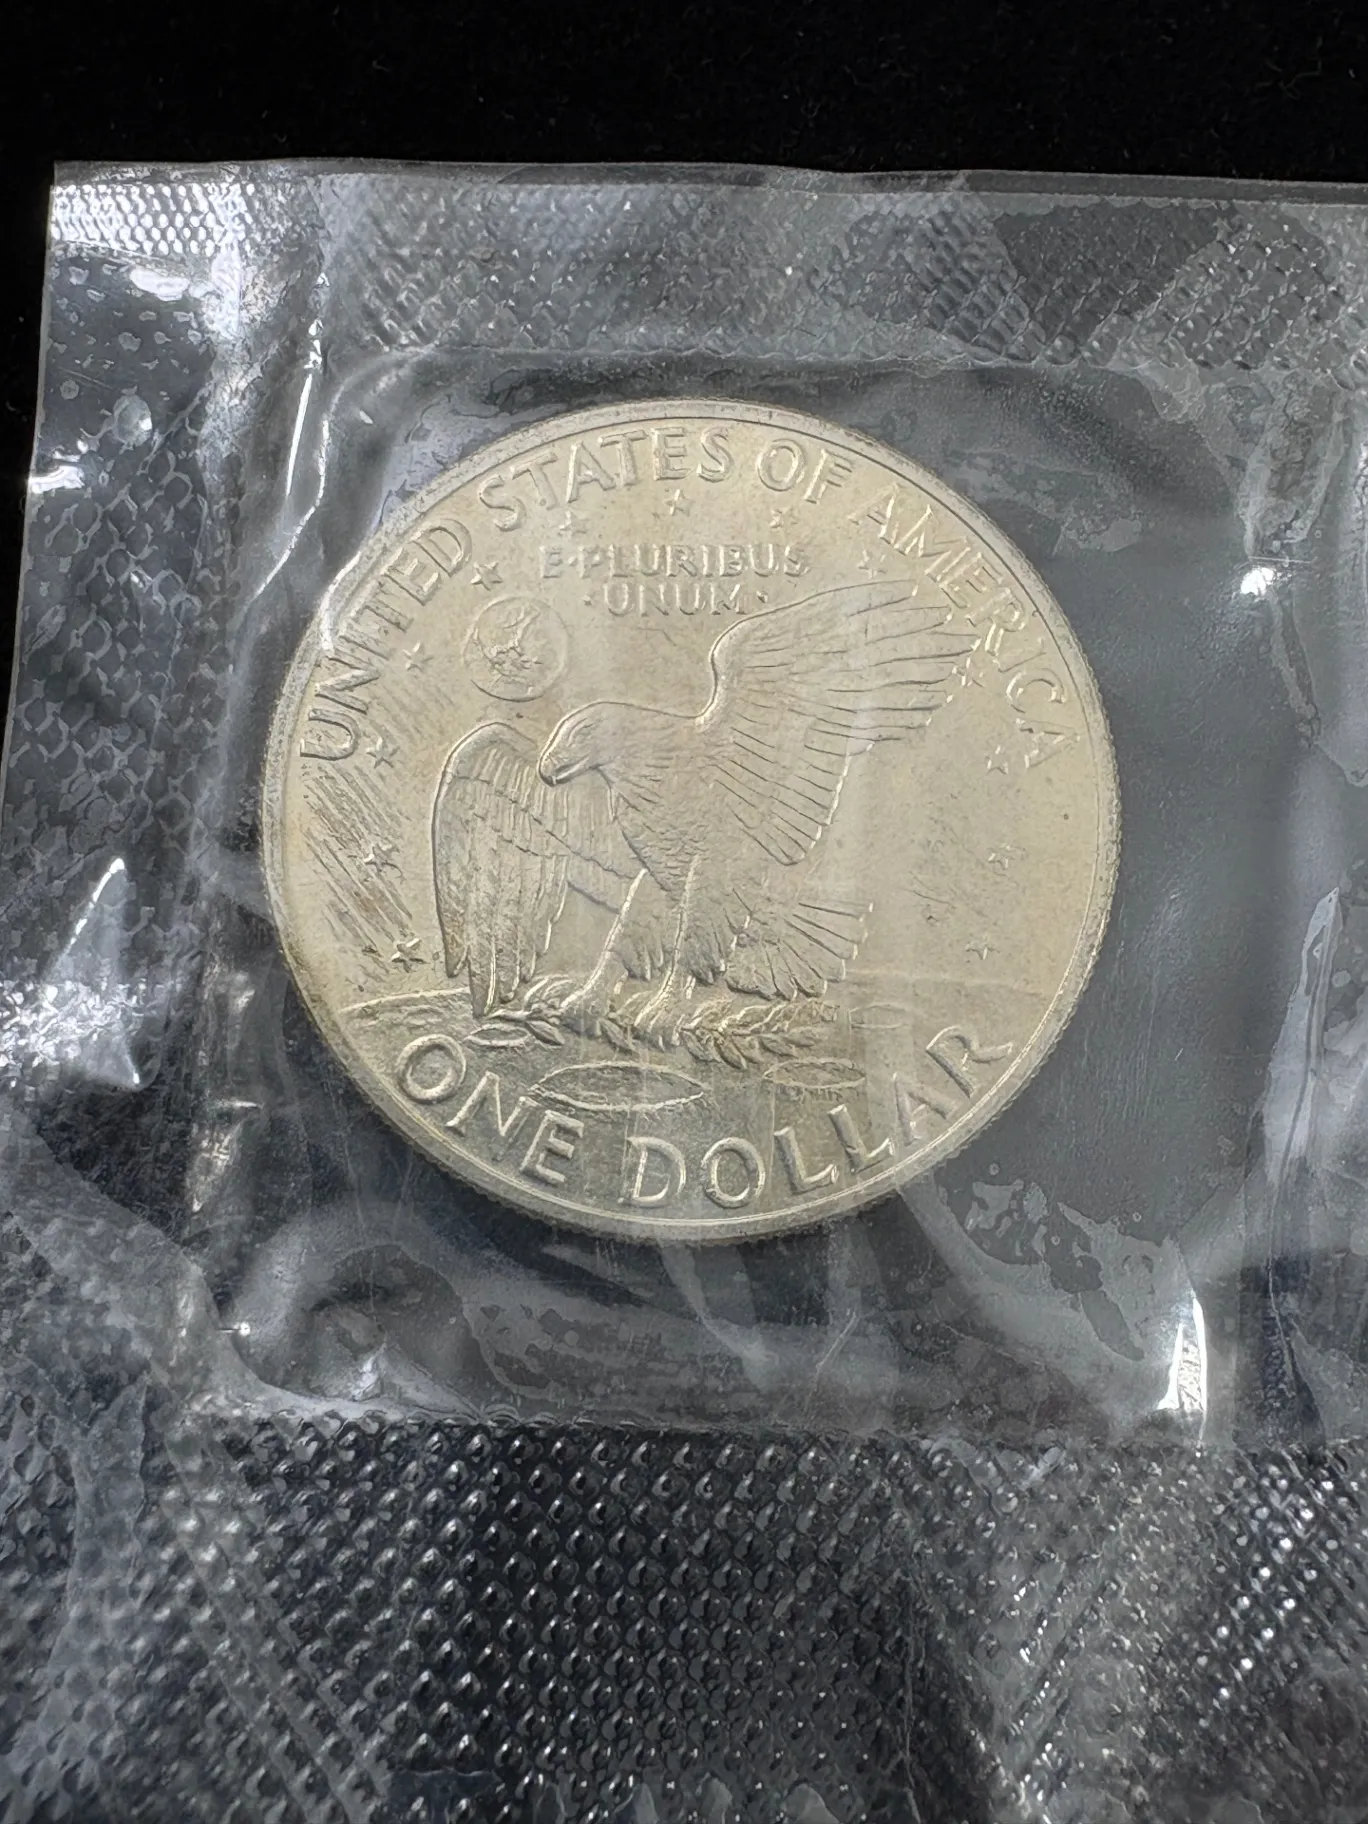 UNITED STATES OF AMERICA
E·PLURIBUS
·UNUM·
ONE DOLLAR